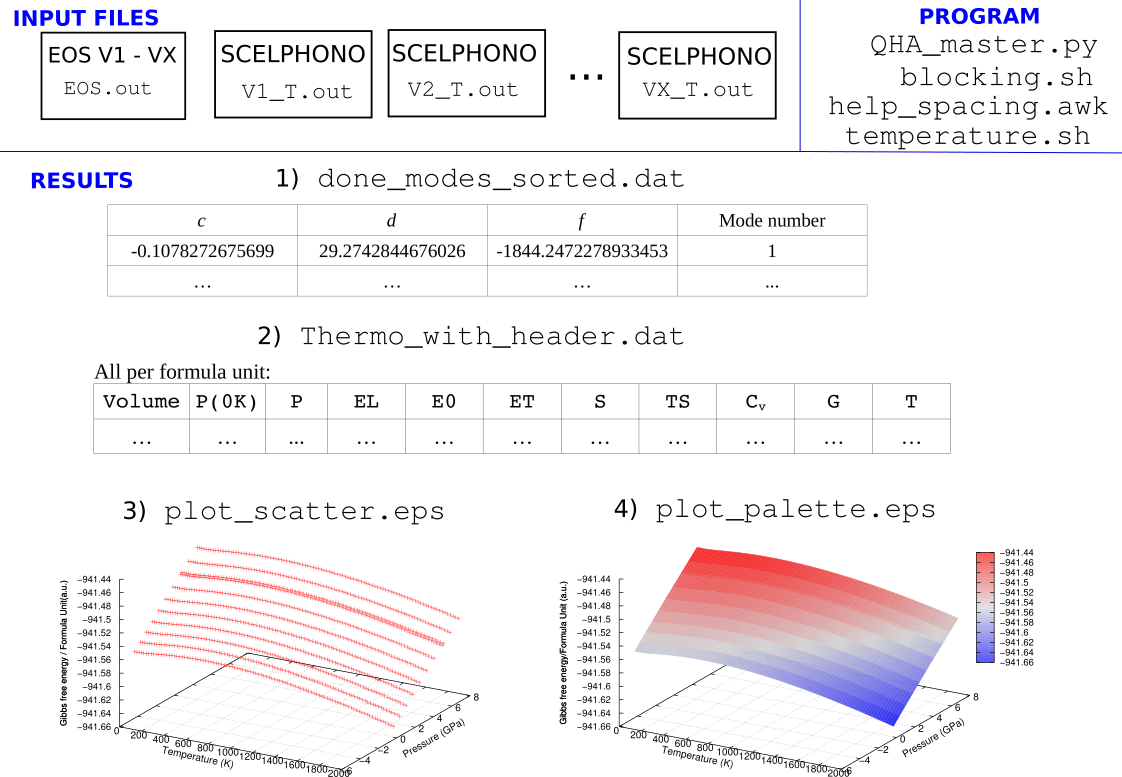 INPUT FILES
EOS V1 - VX
EOS.out
SCELPHONO
V1_T.out
SCELPHONO
V2_T.out
...
SCELPHONO
VX_T.out
PROGRAM
QHA_master.py
blocking.sh
help_spacing.awk
temperature.sh
RESULTS
1) done_modes_sorted.dat
c d f Mode number
-0.1078272675699 29.2742844676026 -1844.2472278933453 1
… … … ...
2) Thermo_with_header.dat
All per formula unit:
Volume P(0K) P EL E0 ET S TS Cv G T
… … ... … … … … … … … …
3) plot_scatter.eps
−941.44
−941.46
−941.48
−941.5
−941.52
−941.54
−941.56
−941.58
−941.6
−941.62
−941.64
−941.66
Gibbs free energy / Formula Unit(a.u.)
0 200 400 600 800 1000 1200 1400 1600 1800 2000
Temperature (K)
−6 −4 −2 0 2 4 6 8
Pressure (GPa)
4) plot_palette.eps
−941.44
−941.46
−941.48
−941.5
−941.52
−941.54
−941.56
−941.58
−941.6
−941.62
−941.64
−941.66
Gibbs free energy/Formula Unit (a.u.)
0 200 400 600 800 1000 1200 1400 1600 1800 2000
Temperature (K)
−6 −4 −2 0 2 4 6 8
Pressure (GPa)
−941.44
−941.46
−941.48
−941.5
−941.52
−941.54
−941.56
−941.58
−941.6
−941.62
−941.64
−941.66